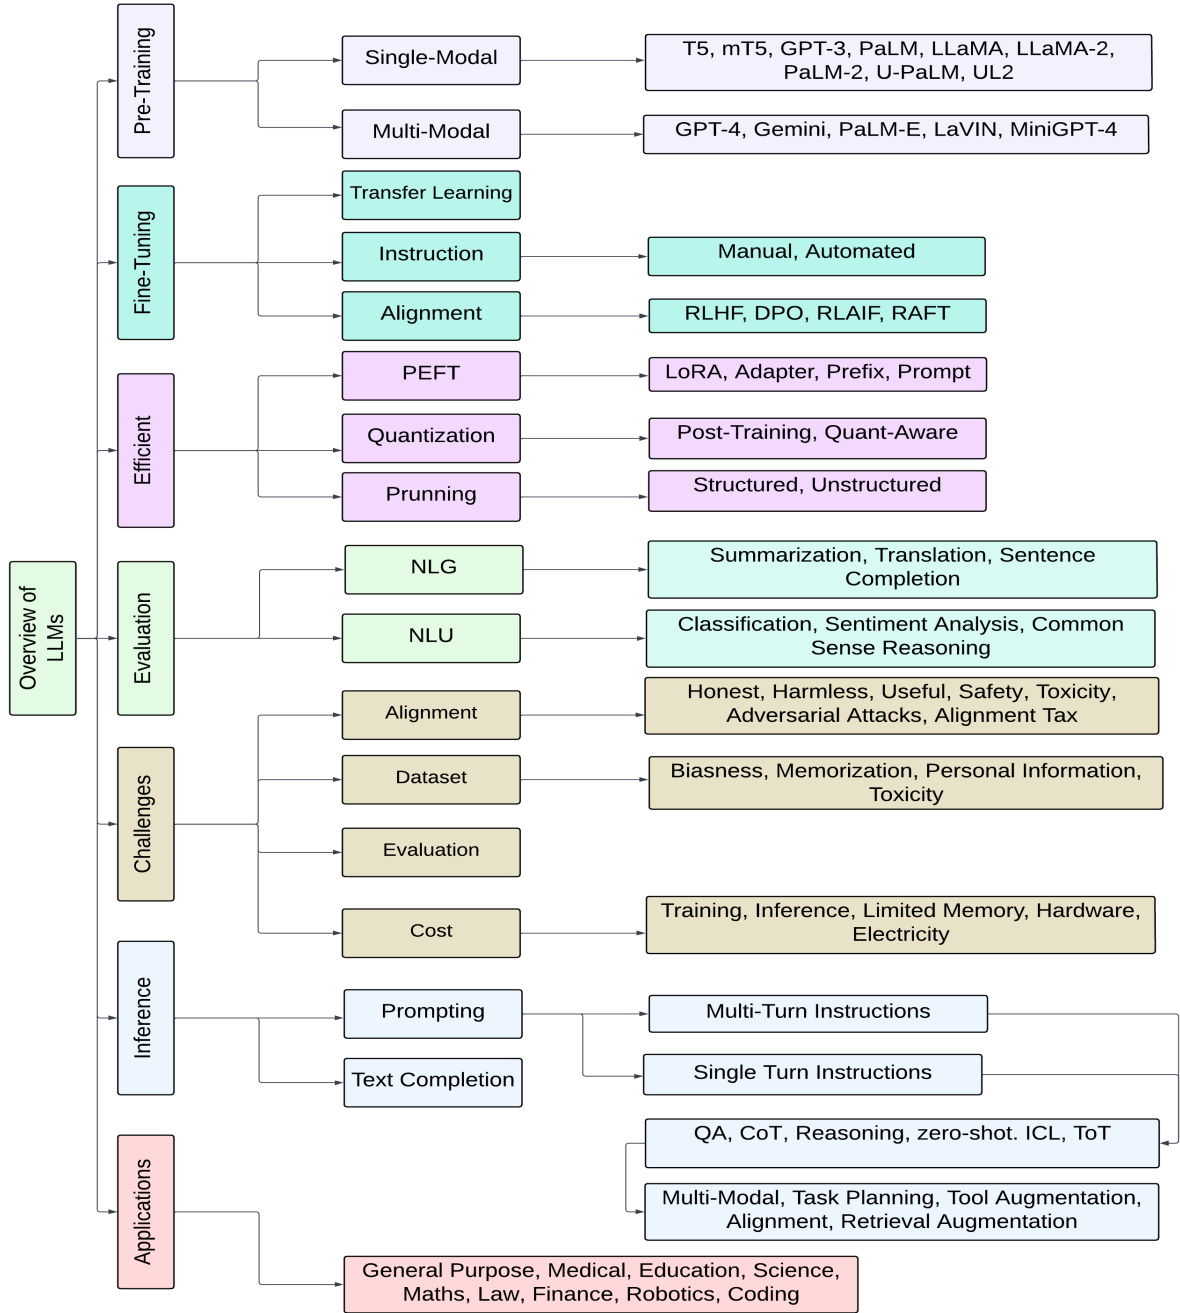 Overview of
LLMs
Pre-Training
Single-Modal
T5, mT5, GPT-3, PaLM, LLaMA, LLaMA-2,
PaLM-2, U-PaLM, UL2
Multi-Modal
GPT-4, Gemini, PaLM-E, LaVIN, MiniGPT-4
Fine-Tuning
Transfer Learning
Instruction
Manual, Automated
Alignment
RLHF, DPO, RLAIF, RAFT
Efficient
PEFT
LoRA, Adapter, Prefix, Prompt
Quantization
Post-Training, Quant-Aware
Prunning
Structured, Unstructured
Evaluation
NLG
Summarization, Translation, Sentence
Completion
NLU
Classification, Sentiment Analysis, Common
Sense Reasoning
Challenges
Alignment
Honest, Harmless, Useful, Safety, Toxicity,
Adversarial Attacks, Alignment Tax
Dataset
Biasness, Memorization, Personal Information,
Toxicity
Evaluation
Cost
Training, Inference, Limited Memory, Hardware,
Electricity
Inference
Prompting
Multi-Turn Instructions
Single Turn Instructions
Text Completion
QA, CoT, Reasoning, zero-shot. ICL, ToT
Multi-Modal, Task Planning, Tool Augmentation,
Alignment, Retrieval Augmentation
Applications
General Purpose, Medical, Education, Science,
Maths, Law, Finance, Robotics, Coding